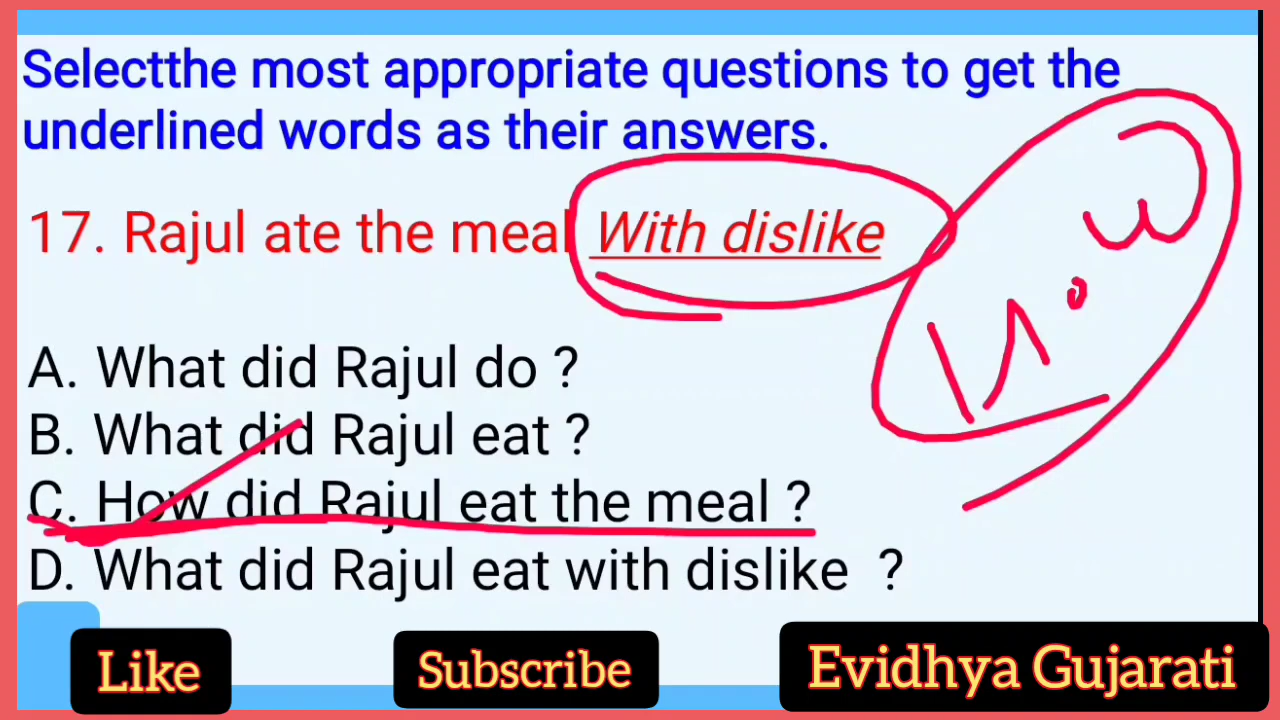 Selectthe most appropriate questions to get the
underlined words as their answers.
17. Rajul ate the meal With dislike
How
A. What did Rajul do ?
B. What did Rajul eat ?
C. How did Rajul eat the meal ?
D. What did Rajul eat with dislike ?
Like
Subscribe
Evidhya Gujarati